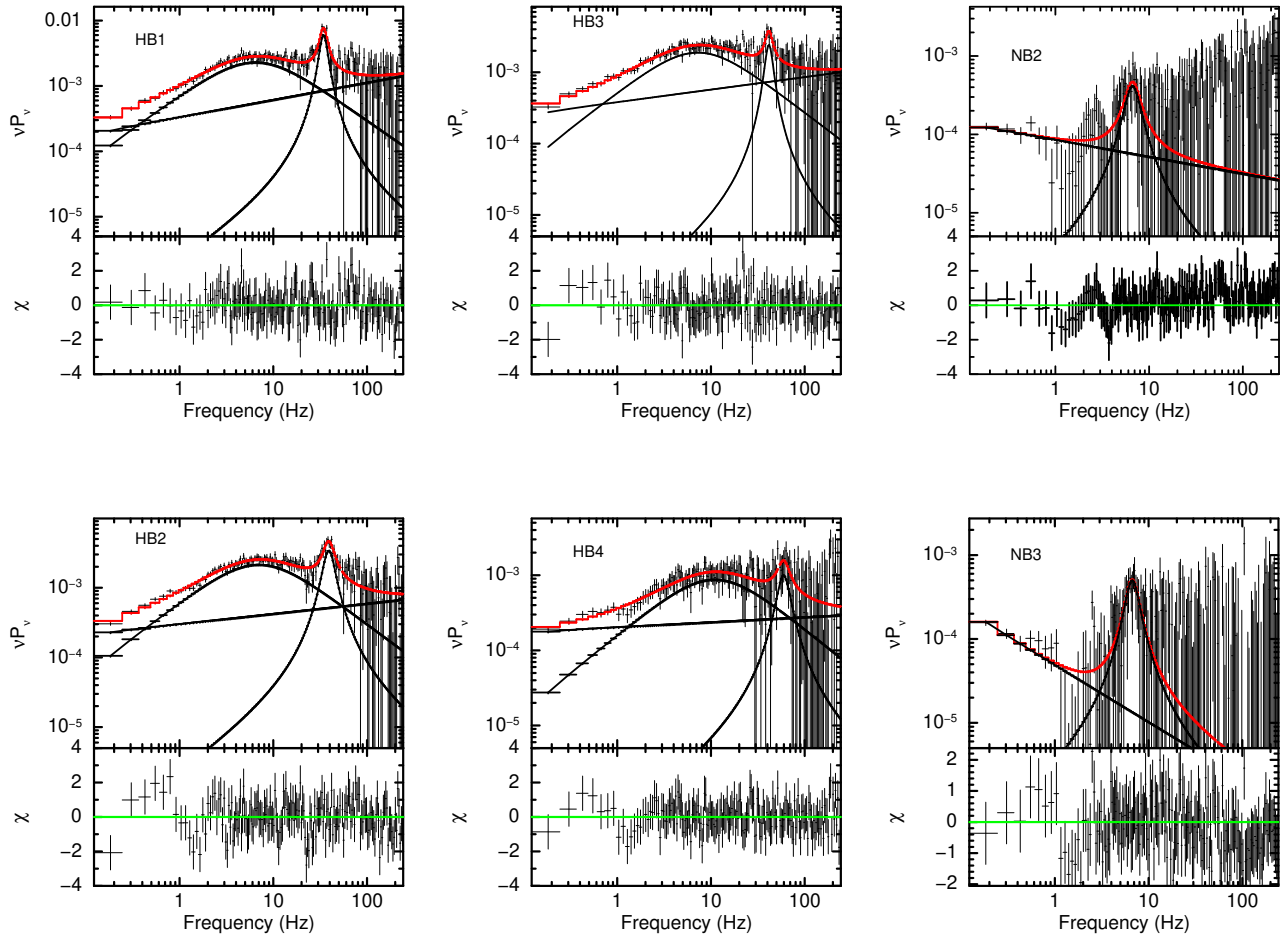 HB1
0.01
10⁻³
10⁻⁴
10⁻⁵
νPν
4
2
0
−2
−4
χ
1 10 100
Frequency (Hz)
HB3
10⁻³
10⁻⁴
10⁻⁵
νPν
4
2
0
−2
−4
χ
1 10 100
Frequency (Hz)
NB2
10⁻³
10⁻⁴
10⁻⁵
νPν
4
2
0
−2
−4
χ
1 10 100
Frequency (Hz)
HB2
10⁻³
10⁻⁴
10⁻⁵
νPν
4
2
0
−2
−4
χ
1 10 100
Frequency (Hz)
HB4
10⁻³
10⁻⁴
10⁻⁵
νPν
4
2
0
−2
−4
χ
1 10 100
Frequency (Hz)
NB3
10⁻³
10⁻⁴
10⁻⁵
νPν
2
1
0
−1
−2
χ
1 10 100
Frequency (Hz)